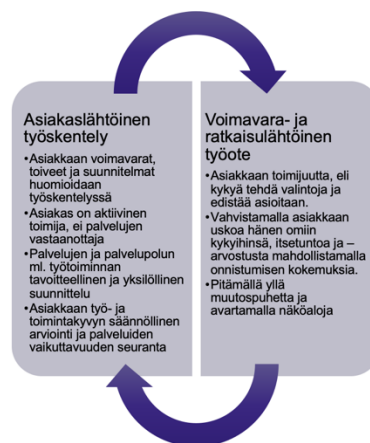 Asiakaslähtöinen
työskentely
•Asiakkaan voimavarat,
toiveet ja suunnitelmat
huomioidaan
työskentelyssä
•Asiakas on aktiivinen
toimija, ei palvelujen
vastaanottaja
•Palvelujen ja palvelupolun
ml. työtoiminnan
tavoitteellinen ja yksilöllinen
suunnittelu
•Asiakkaan työ- ja
toimintakyvyn säännöllinen
arviointi ja palveluiden
vaikuttavuuden seuranta
Voimavara- ja
ratkaisulähtöinen
työote
•Asiakkaan toimijuutta, eli
kykyä tehdä valintoja ja
edistää asioitaan.
•Vahvistamalla asiakkaan
uskoa hänen omiin
kykyihinsä, itsetuntoa ja –
arvostusta mahdollistamalla
onnistumisen kokemuksia.
•Pitämällä yllä
muutospuhetta ja
avartamalla näköaloja